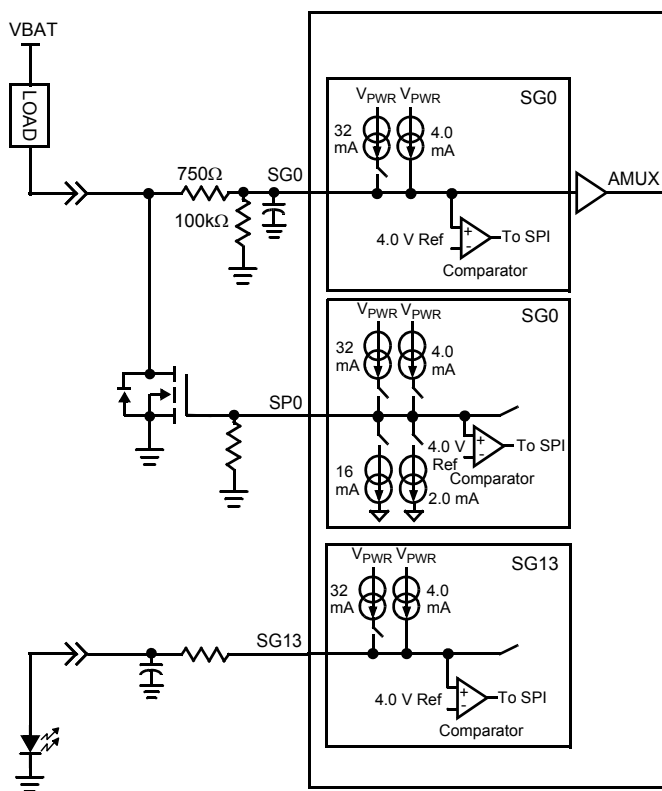 VBAT
LOAD
750Ω
100kΩ
SG0
VPWR VPWR
SG0
32 mA
4.0 mA
4.0 V Ref
+
-
To SPI
Comparator
AMUX
VPWR VPWR
SG0
32 mA
4.0 mA
SP0
4.0 V Ref
+
-
To SPI
Comparator
16 mA
2.0 mA
VPWR VPWR
SG13
32 mA
4.0 mA
SG13
4.0 V Ref
+
-
To SPI
Comparator